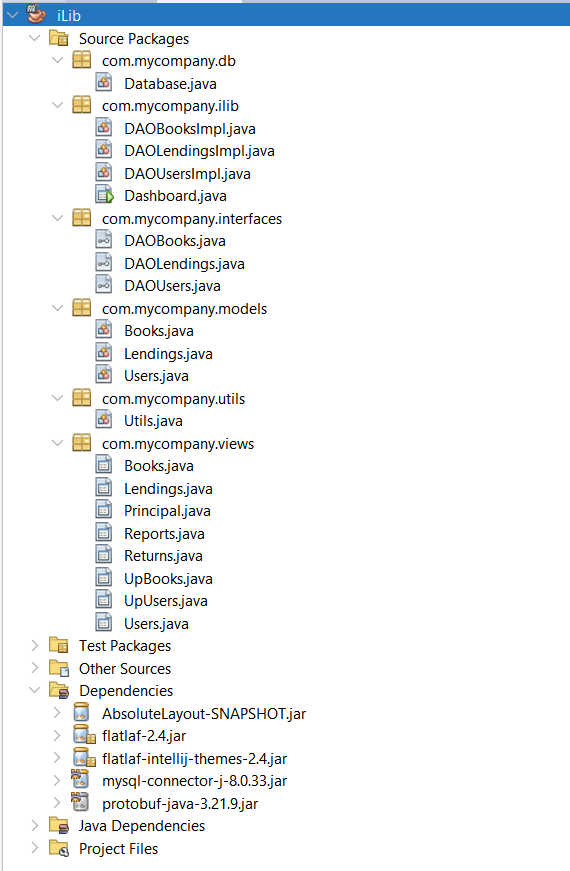 iLib
Source Packages
com.mycompany.db
Database.java
com.mycompany.ilib
DAOBooksImpl.java
DAOLendingsImpl.java
DAOUsersImpl.java
Dashboard.java
com.mycompany.interfaces
DAOBooks.java
DAOLendings.java
DAOUsers.java
com.mycompany.models
Books.java
Lendings.java
Users.java
com.mycompany.utils
Utils.java
com.mycompany.views
Books.java
Lendings.java
Principal.java
Reports.java
Returns.java
UpBooks.java
UpUsers.java
Users.java
Test Packages
Other Sources
Dependencies
AbsoluteLayout-SNAPSHOT.jar
flatlaf-2.4.jar
flatlaf-intellij-themes-2.4.jar
mysql-connector-j-8.0.33.jar
protobuf-java-3.21.9.jar
Java Dependencies
Project Files